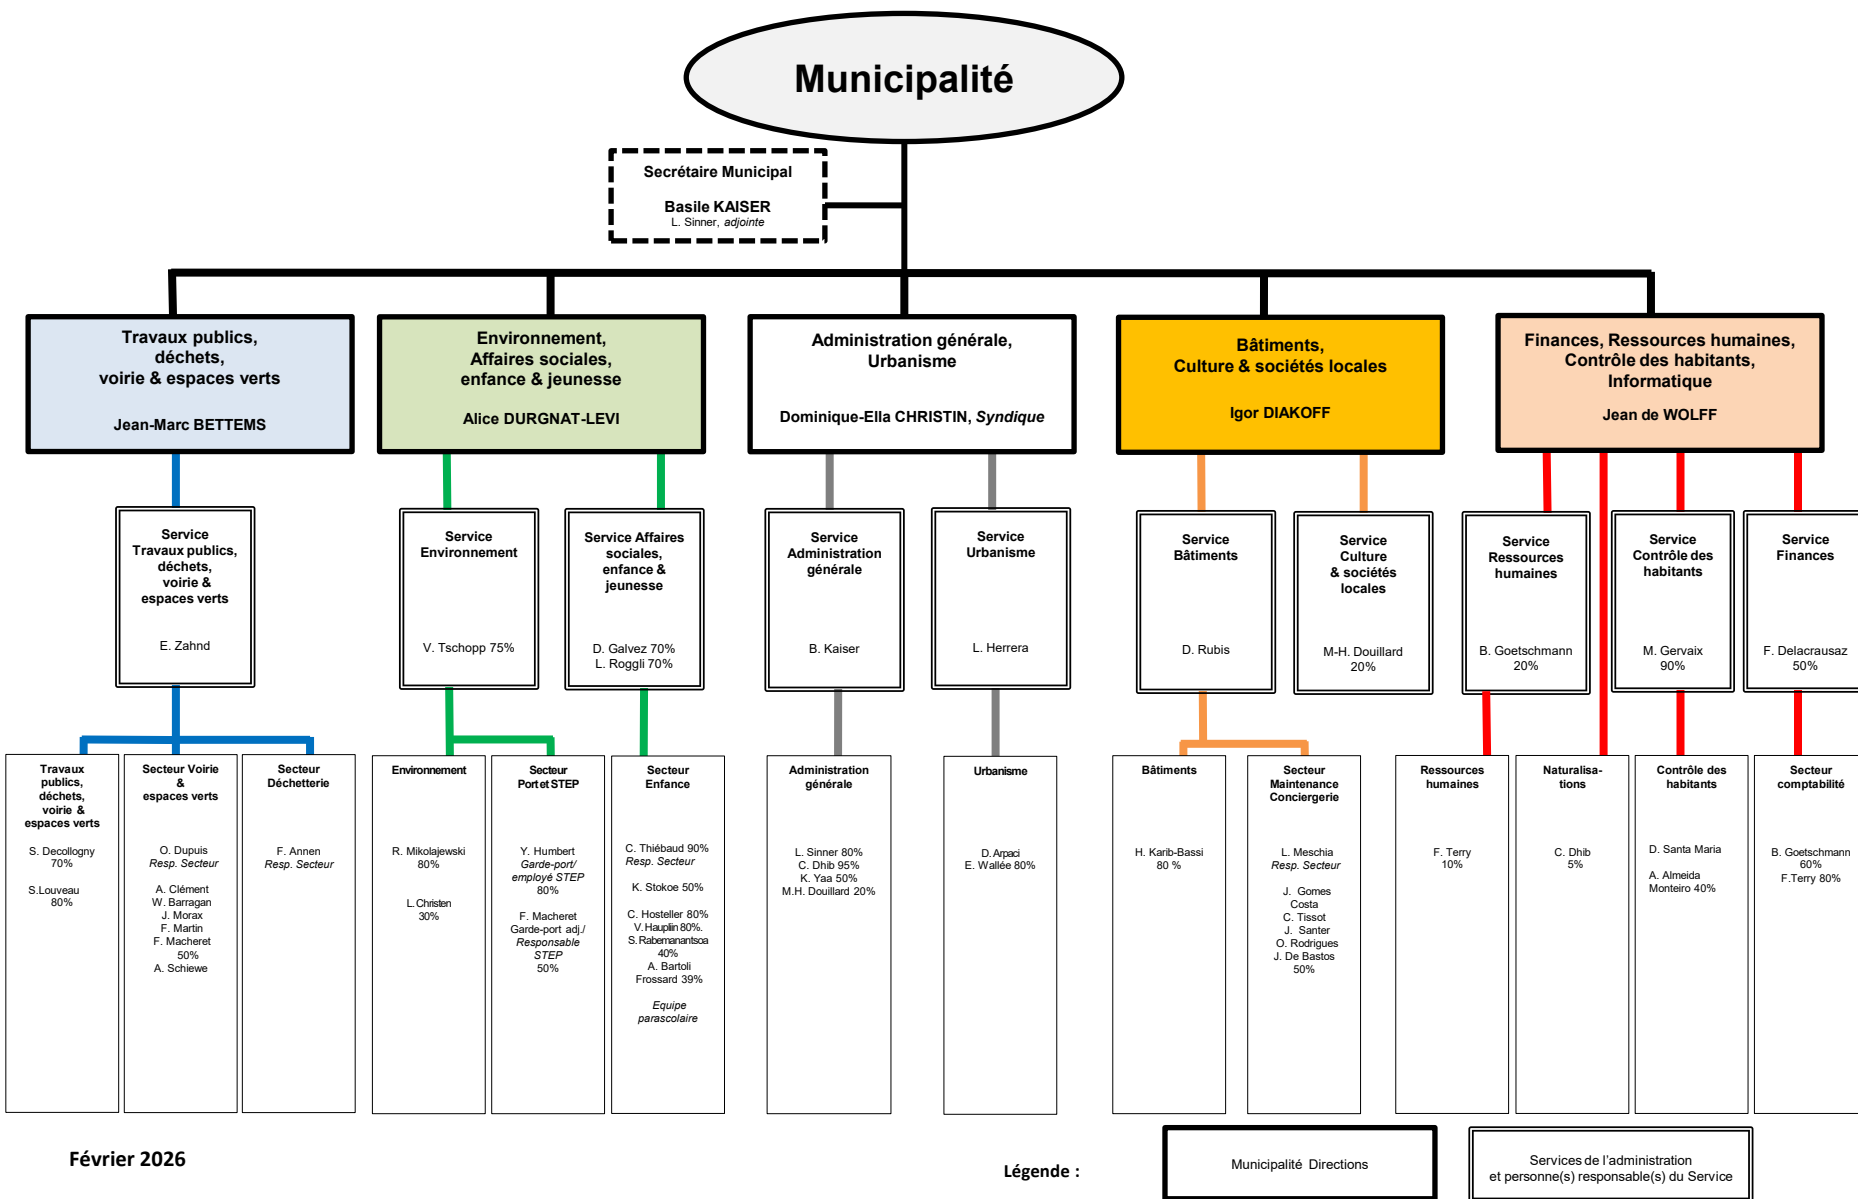 Municipalité
Secrétaire Municipal
Basile KAISER
L. Sinner, adjointe
Travaux publics,
déchets,
voirie & espaces verts
Jean-Marc BETTEMS
Environnement,
Affaires sociales,
enfance & jeunesse
Alice DURGNAT-LEVI
Administration générale,
Urbanisme
Dominique-Ella CHRISTIN, Syndique
Bâtiments,
Culture & sociétés locales
Igor DIAKOFF
Finances, Ressources humaines,
Contrôle des habitants,
Informatique
Jean de WOLFF
Service
Travaux publics,
déchets,
voirie &
espaces verts
E. Zahnd
Service
Environnement
V. Tschopp 75%
Service Affaires
sociales,
enfance &
jeunesse
D. Galvez 70%
L. Roggli 70%
Service
Administration
générale
B. Kaiser
Service
Urbanisme
L. Herrera
Service
Bâtiments
D. Rubis
Service
Culture
& sociétés
locales
M-H. Douillard
20%
Service
Ressources
humaines
B. Goetschmann
20%
Service
Contrôle des
habitants
M. Gervaix
90%
Service
Finances
F. Delacrausaz
50%
Travaux
publics,
déchets,
voirie &
espaces verts
S. Decollogny
70%
S.Louveau
80%
Secteur Voirie
&
espaces verts
O. Dupuis
Resp. Secteur
A. Clément
W. Barragan
J. Morax
F. Martin
F. Macheret
50%
A. Schiewe
Secteur
Déchetterie
F. Annen
Resp. Secteur
Environnement
R. Mikolajewski
80%
L. Christen
30%
Secteur
Port et STEP
Y. Humbert
Garde-port/
employé STEP
80%
F. Macheret
Garde-port adj./
Responsable
STEP
50%
Secteur
Enfance
C. Thiébaud 90%
Resp. Secteur
K. Stokoe 50%
C. Hosteller 80%
V. Hauplin 80%.
S. Rabemanantsoa
40%
A. Bartoli
Frossard 39%
Equipe
parascolaire
Administration
générale
L. Sinner 80%
C. Dhib 95%
K. Yaa 50%
M.H. Douillard 20%
Urbanisme
D. Arpaci
E. Wallée 80%
Bâtiments
H. Karib-Bassi
80 %
Secteur
Maintenance
Conciergerie
L. Meschia
Resp. Secteur
J. Gomes
Costa
C. Tissot
J. Santer
O. Rodrigues
J. De Bastos
50%
Ressources
humaines
F. Terry
10%
Naturalisa-
tions
C. Dhib
5%
Contrôle des
habitants
D. Santa Maria
A. Almeida
Monteiro 40%
Secteur
comptabilité
B. Goetschmann
60%
F.Terry 80%
Février 2026
Légende :
Municipalité Directions
Services de l'administration
et personne(s) responsable(s) du Service